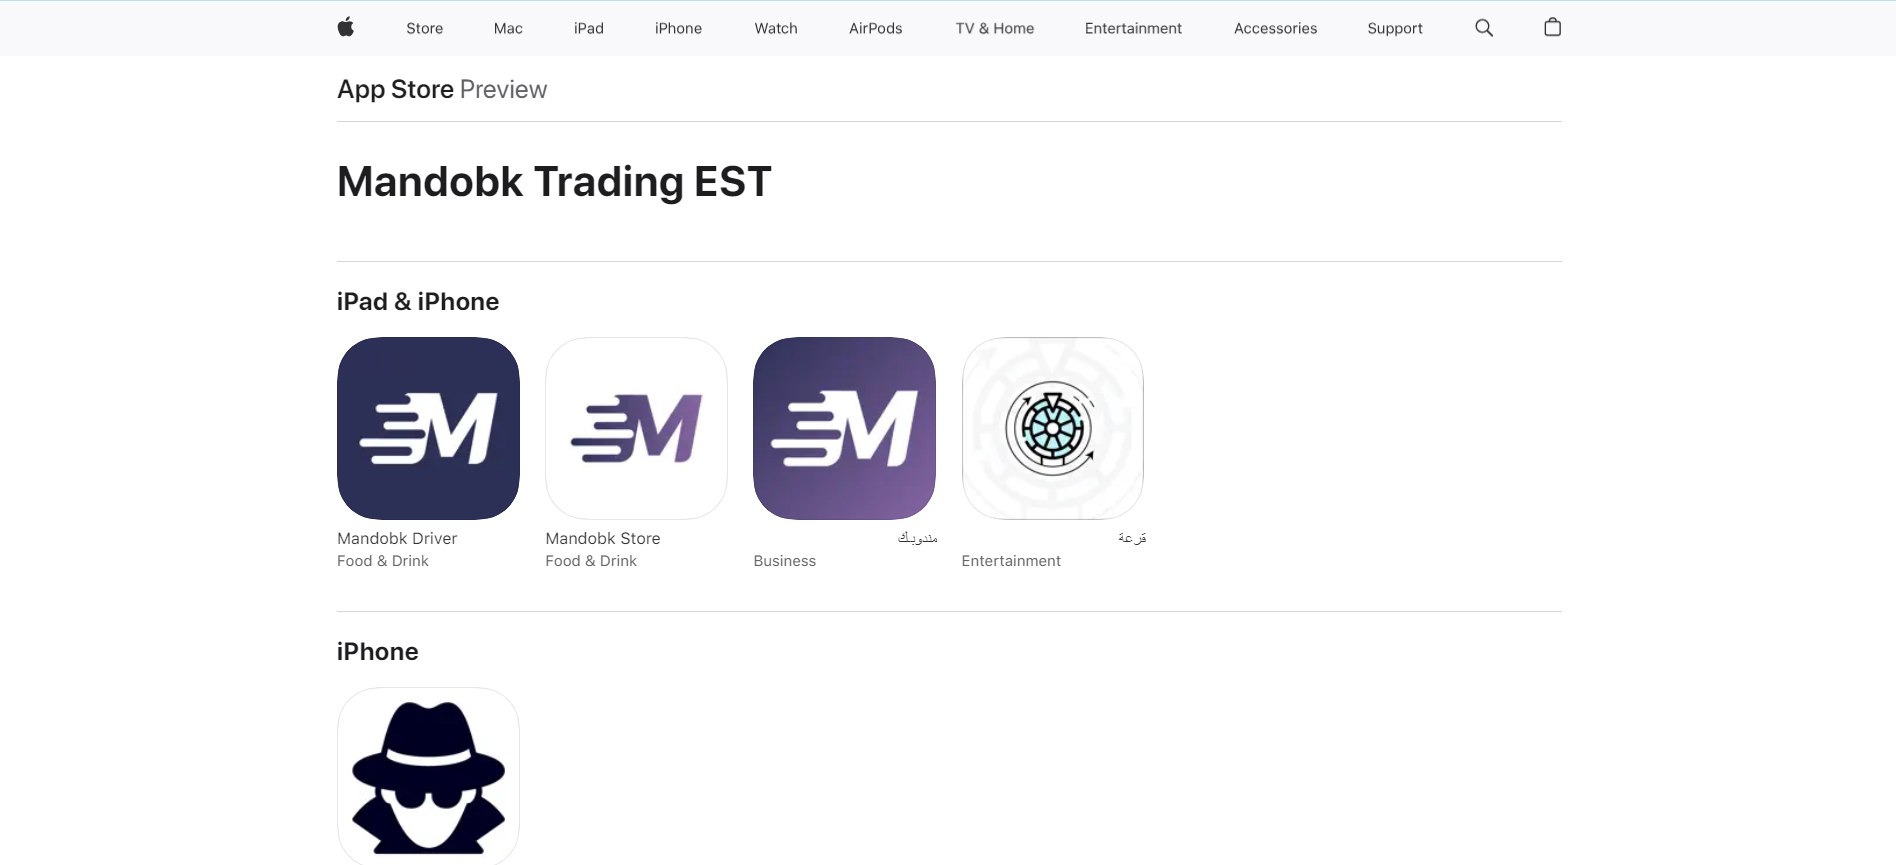 Store Mac iPad iPhone Watch AirPods TV & Home Entertainment Accessories Support
App Store Preview
Mandobk Trading EST
iPad & iPhone
M M M
Mandobk Driver Mandobk Store مندوبك قرعة
Food & Drink Food & Drink Business Entertainment
iPhone